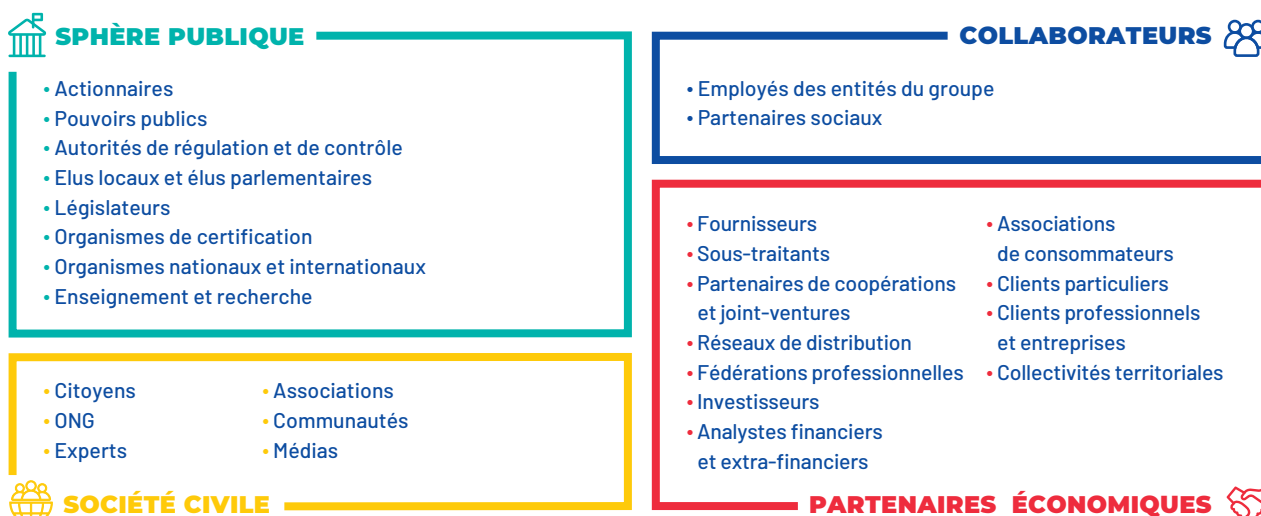 SPHÈRE PUBLIQUE
• Actionnaires
• Pouvoirs publics
• Autorités de régulation et de contrôle
• Elus locaux et élus parlementaires
• Législateurs
• Organismes de certification
• Organismes nationaux et internationaux
• Enseignement et recherche
COLLABORATEURS
• Employés des entités du groupe
• Partenaires sociaux
• Citoyens
• ONG
• Experts
• Associations
• Communautés
• Médias
SOCIÉTÉ CIVILE
• Fournisseurs
• Sous-traitants
• Partenaires de coopérations
et joint-ventures
• Réseaux de distribution
• Fédérations professionnelles
• Investisseurs
• Analystes financiers
et extra-financiers
• Associations
de consommateurs
• Clients particuliers
• Clients professionnels
et entreprises
• Collectivités territoriales
PARTENAIRES ÉCONOMIQUES